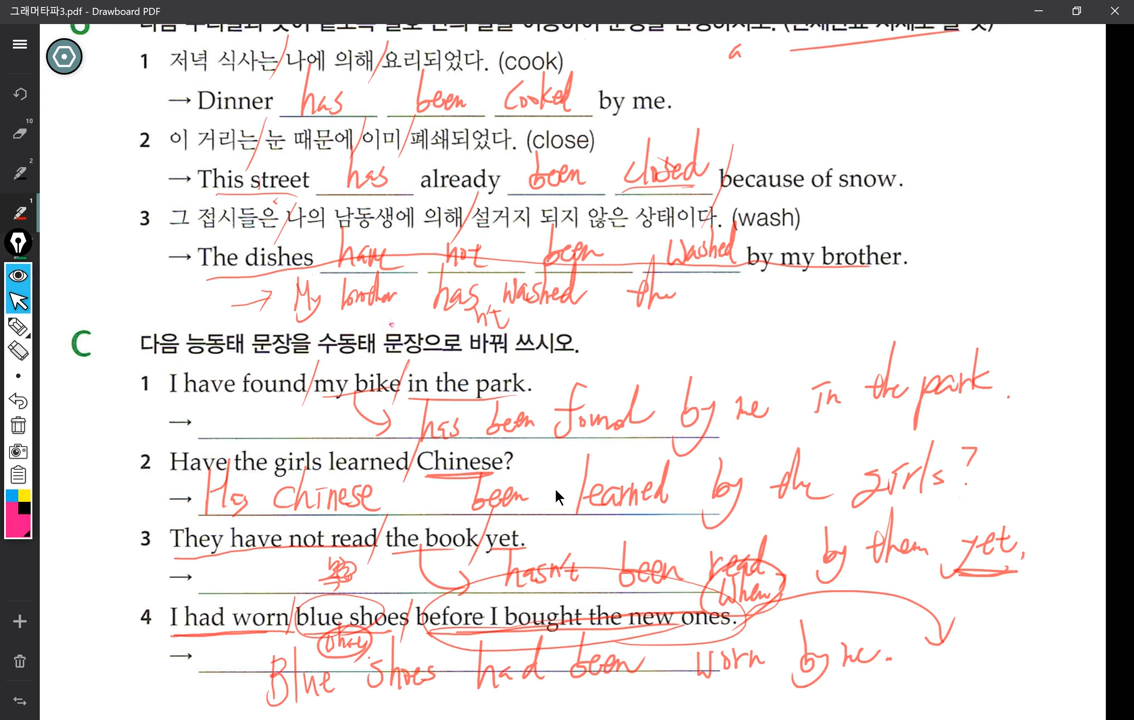 그래머타파3.pdf - Drawboard PDF
1 저녁 식사는 나에 의해 요리되었다. (cook)
→ Dinner has been cooked by me.
2 이 거리는 눈 때문에 이미 폐쇄되었다. (close)
→ This street has already been closed because of snow.
3 그 접시들은 나의 남동생에 의해 설거지 되지 않은 상태이다. (wash)
→ The dishes have not been washed by my brother.
→ My brother has n't washed the
C 다음 능동태 문장을 수동태 문장으로 바꿔 쓰시오.
1 I have found my bike in the park.
→ has been found by me in the park.
2 Have the girls learned Chinese?
→ Has Chinese been learned by the girls?
3 They have not read the book yet.
→ hasn't been read by them yet.
when
4 I had worn blue shoes before I bought the new ones.
→ Blue shoes had been worn by me.